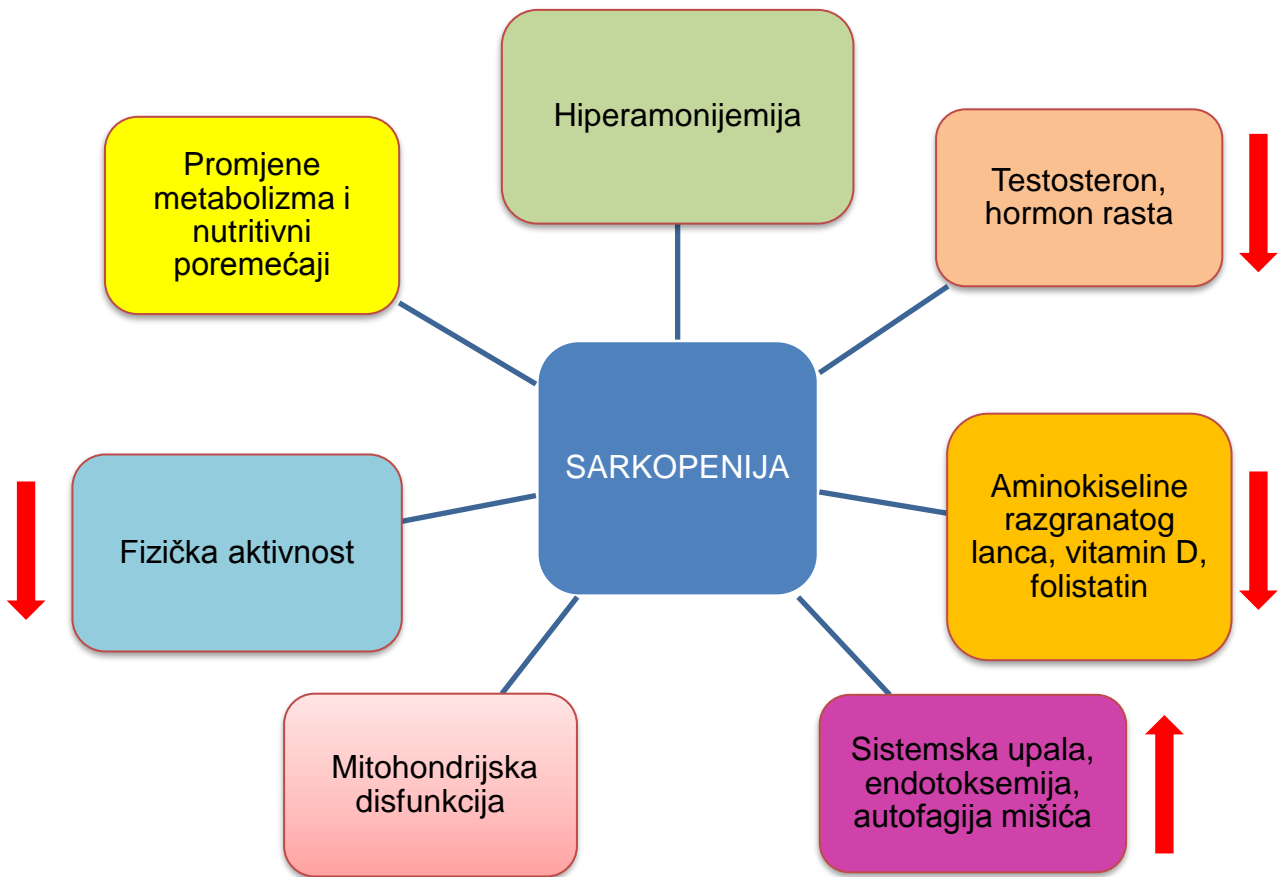 Hiperamonijemija
Testosteron,
hormon rasta
Aminokiseline
razgranatog
lanca, vitamin D,
folistatin
Sistemska upala,
endotoksemija,
autofagija mišića
Mitohondrijska
disfunkcija
Fizička aktivnost
Promjene
metabolizma i
nutritivni
poremećaji
SARKOPENIJA